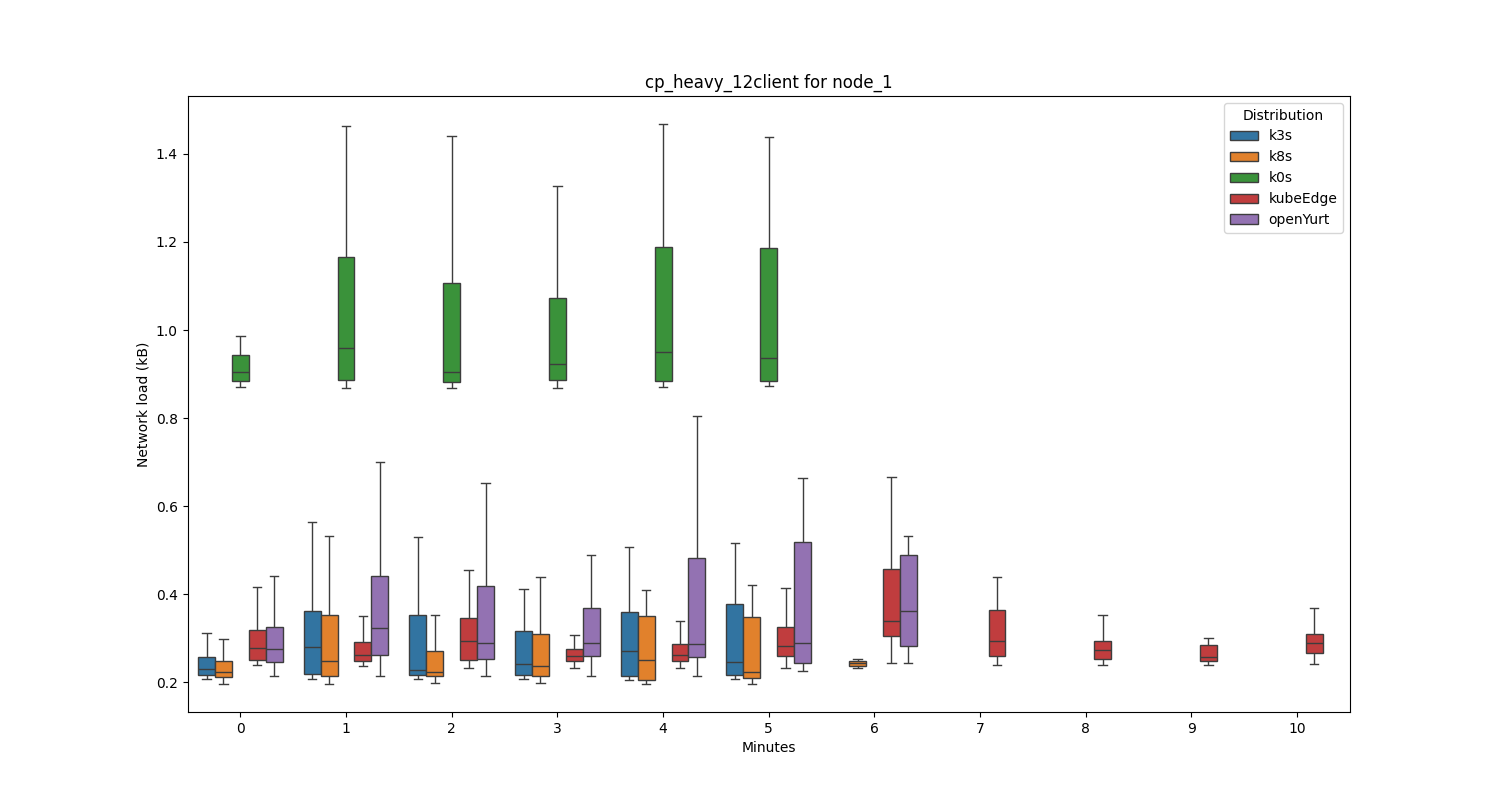 cp_heavy_12client for node_1
Distribution
k3s
k8s
k0s
kubeEdge
openYurt
Network load (kB)
1.4
1.2
1.0
0.8
0.6
0.4
0.2
0 1 2 3 4 5 6 7 8 9 10
Minutes